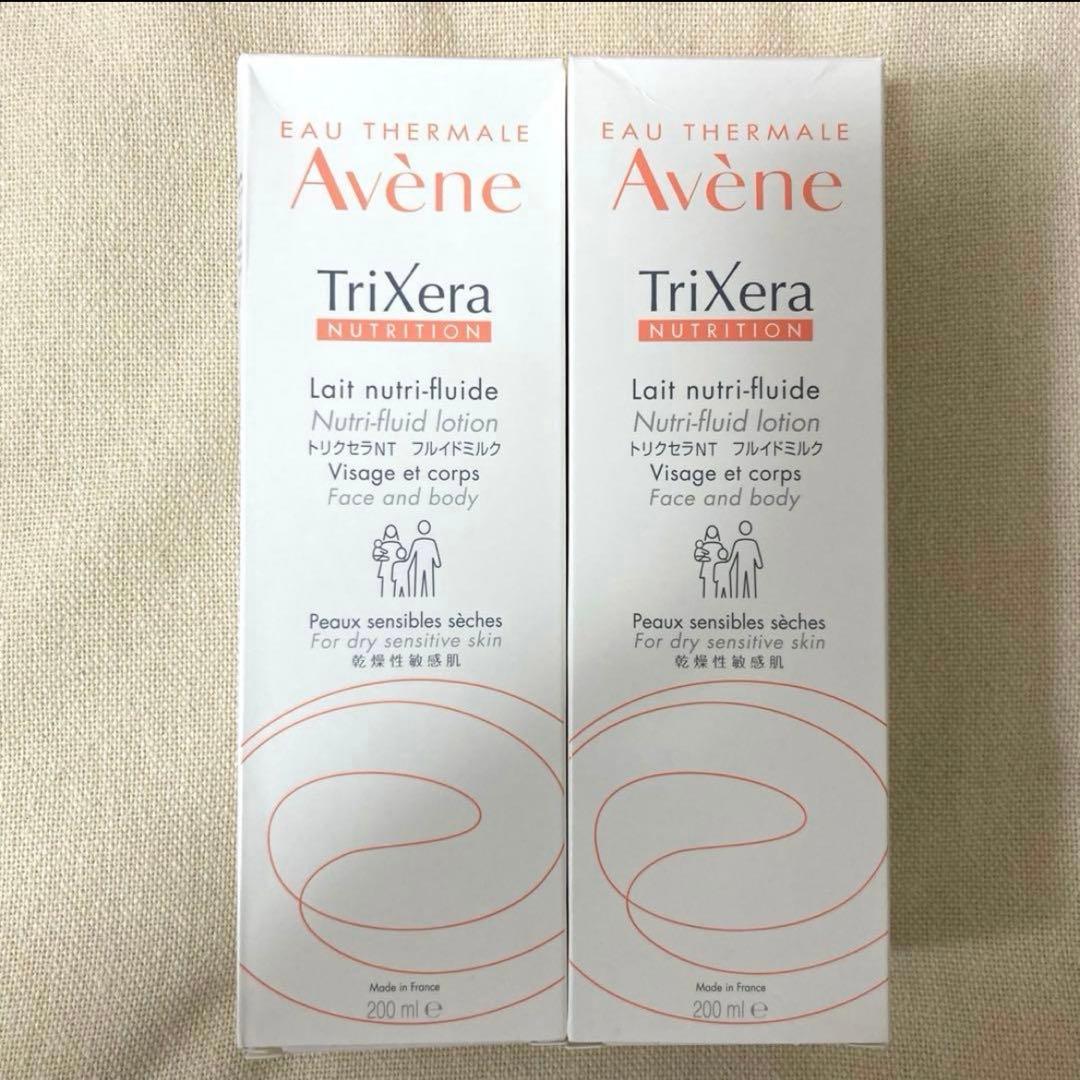 EAU THERMALE
Avène
TriXera
NUTRITION
Lait nutri-fluide
Nutri-fluid lotion
トリクセラNT フルイドミルク
Visage et corps
Face and body
Peaux sensibles sèches
For dry sensitive skin
乾燥性敏感肌
Made in France
200 ml ℮
EAU THERMALE
Avène
TriXera
NUTRITION
Lait nutri-fluide
Nutri-fluid lotion
トリクセラNT フルイドミルク
Visage et corps
Face and body
Peaux sensibles sèches
For dry sensitive skin
乾燥性敏感肌
Made in France
200 ml ℮